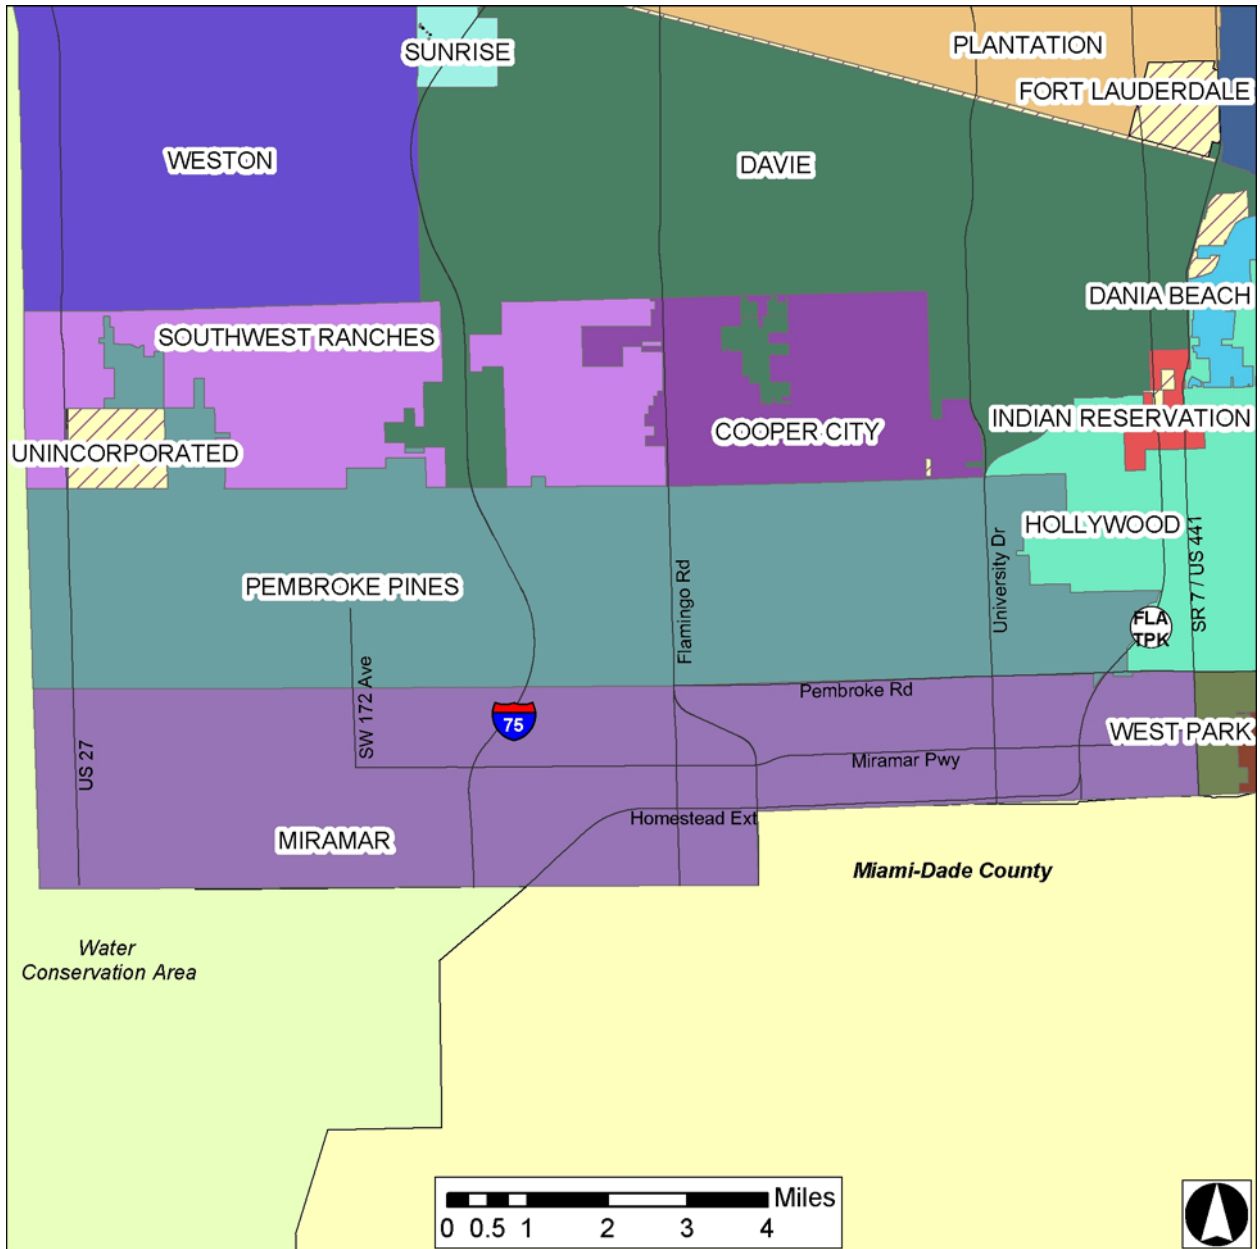 SUNRISE
PLANTATION
FORT LAUDERDALE
WESTON
DAVIE
DANIA BEACH
SOUTHWEST RANCHES
INDIAN RESERVATION
COOPER CITY
UNINCORPORATED
HOLLYWOOD
SR 7 / US 441
University Dr
Flamingo Rd
PEMBROKE PINES
FLA
TPK
SW 172 Ave
Pembroke Rd
75
WEST PARK
US 27
Miramar Pwy
Homestead Ext
MIRAMAR
Miami-Dade County
Water
Conservation Area
Miles
0 0.5 1 2 3 4